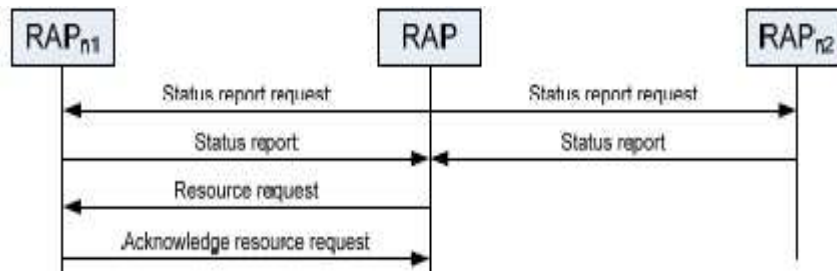 RAPn1
RAP
RAPn2
Status report request
Status report request
Status report
Status report
Resource request
Acknowledge resource request